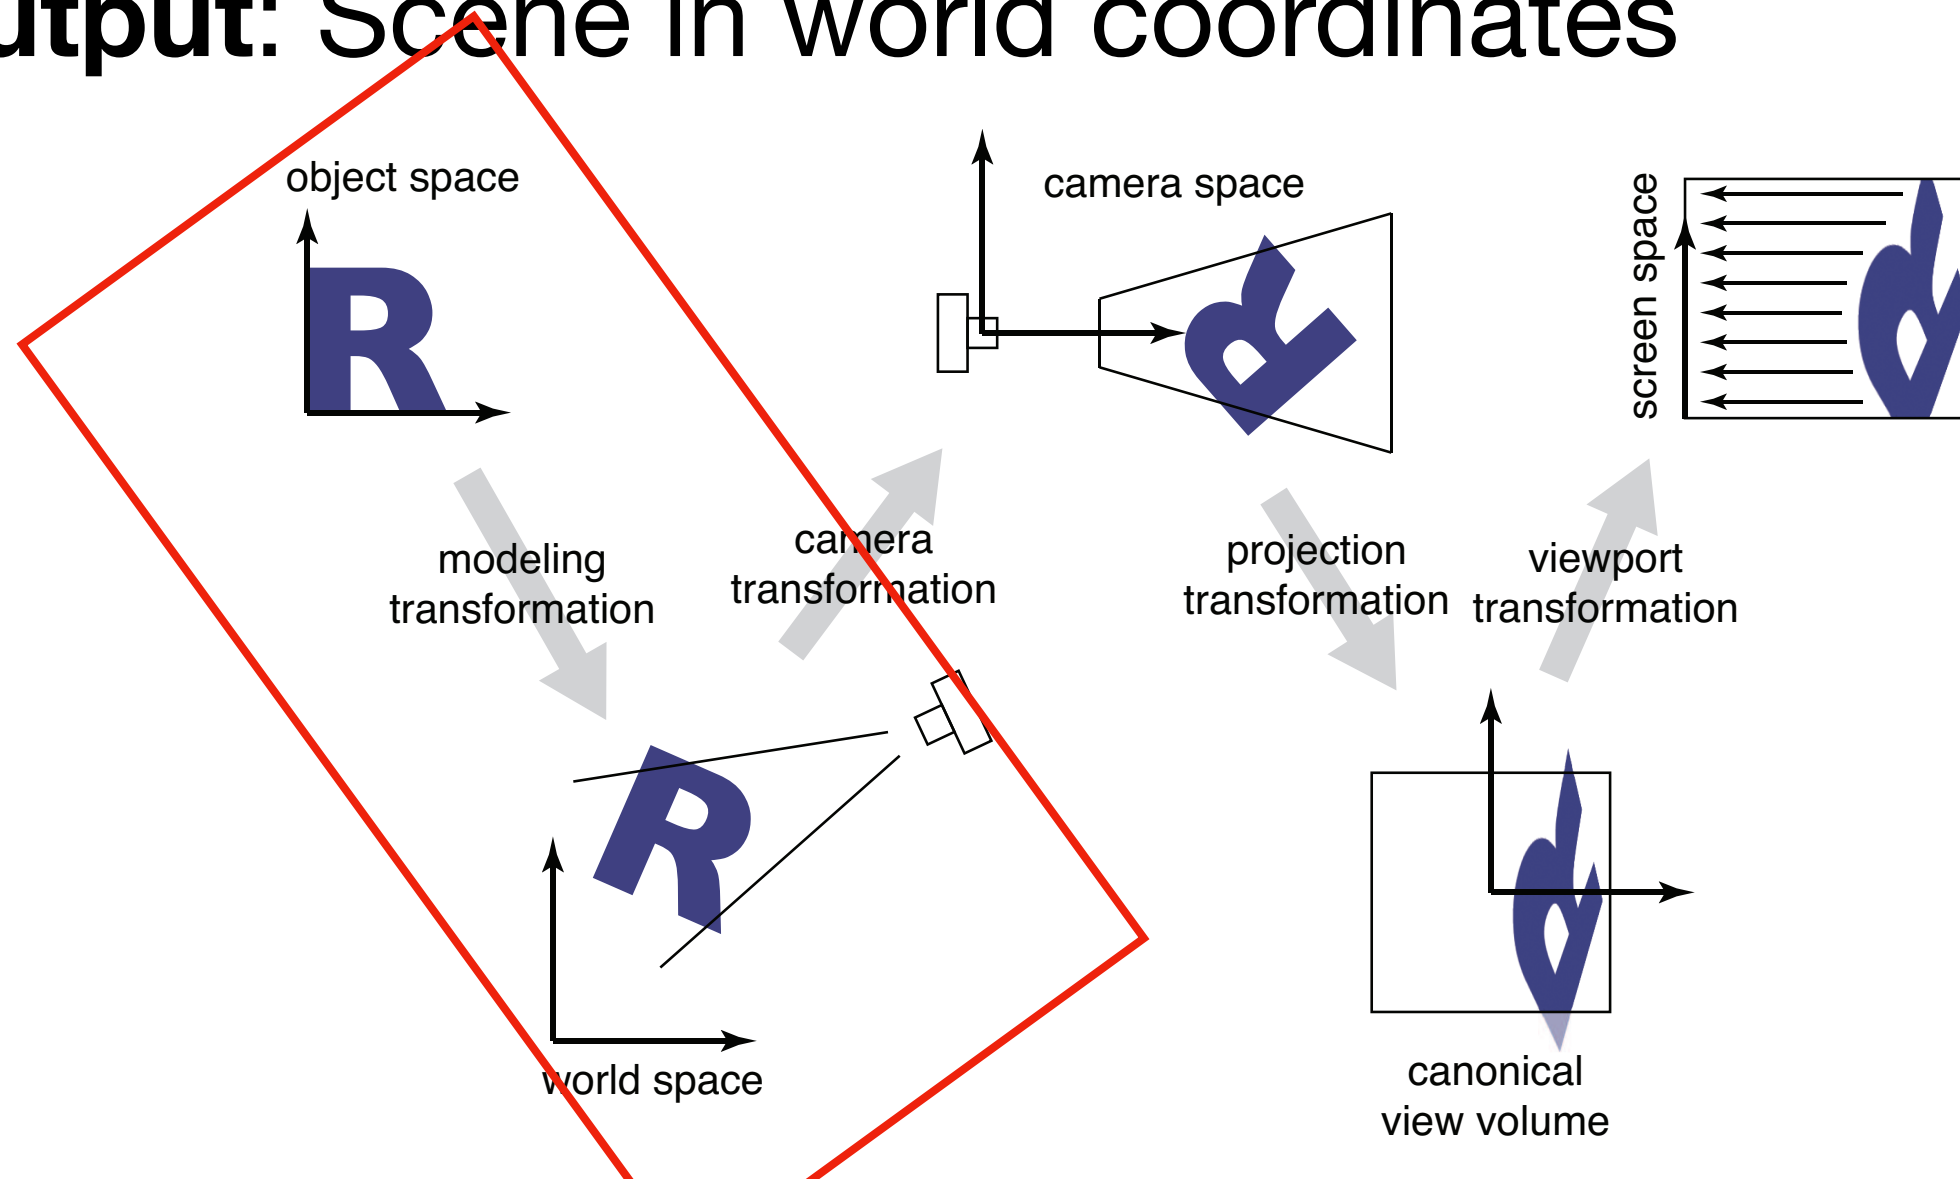 utput: Scene in world coordinates
object space
camera space
screen space
modeling
transformation
camera
transformation
projection
transformation
viewport
transformation
world space
canonical
view volume